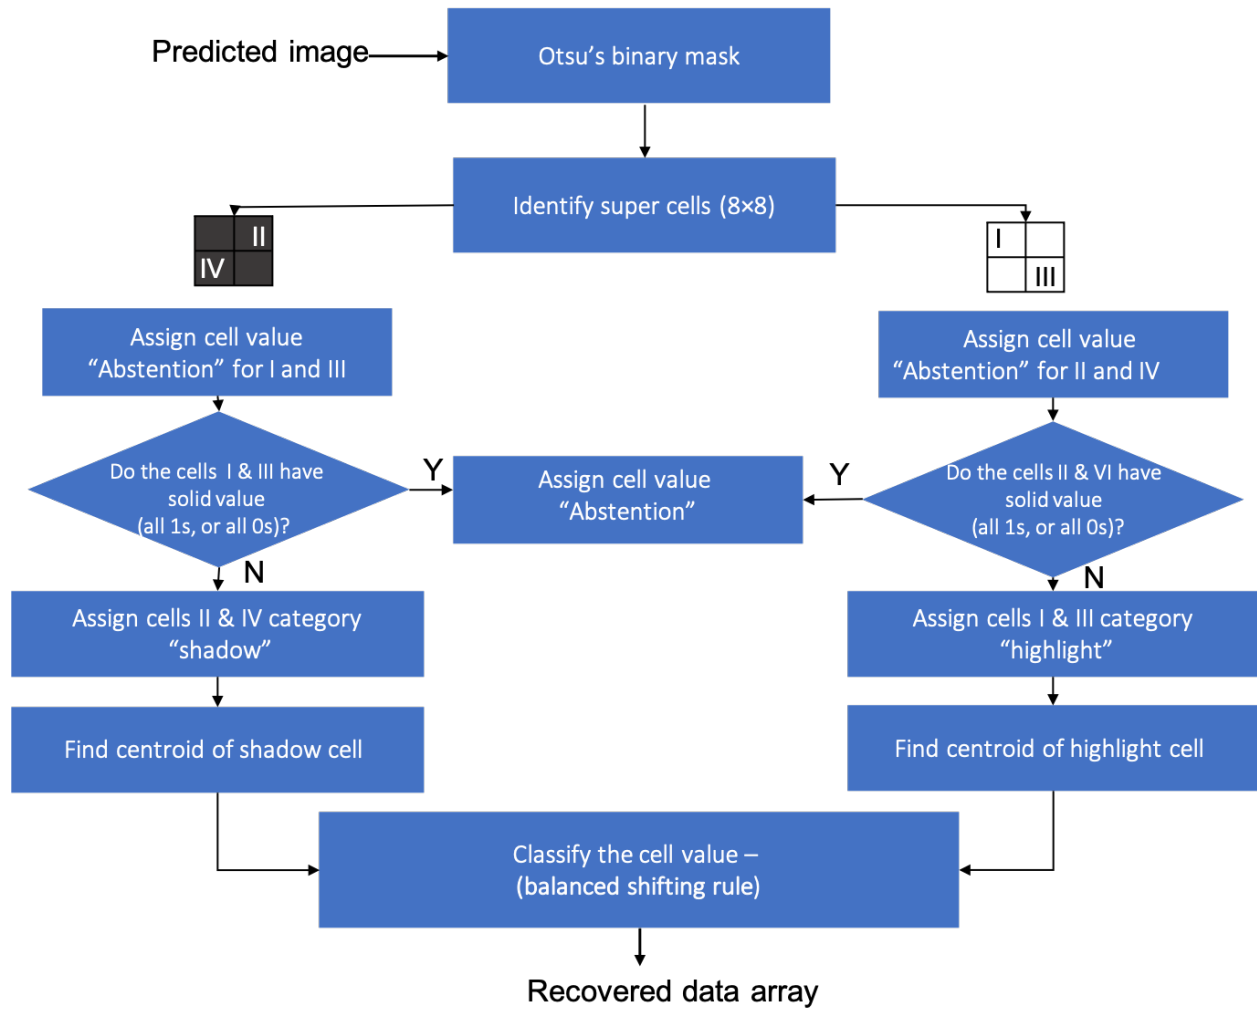 Predicted image
Otsu’s binary mask
Identify super cells (8×8)
II
IV
I
III
Assign cell value
“Abstention” for I and III
Assign cell value
“Abstention” for II and IV
Do the cells I & III have
solid value
(all 1s, or all 0s)?
Y
Assign cell value
“Abstention”
Y
Do the cells II & VI have
solid value
(all 1s, or all 0s)?
N
N
Assign cells II & IV category
“shadow”
Assign cells I & III category
“highlight”
Find centroid of shadow cell
Find centroid of highlight cell
Classify the cell value –
(balanced shifting rule)
Recovered data array